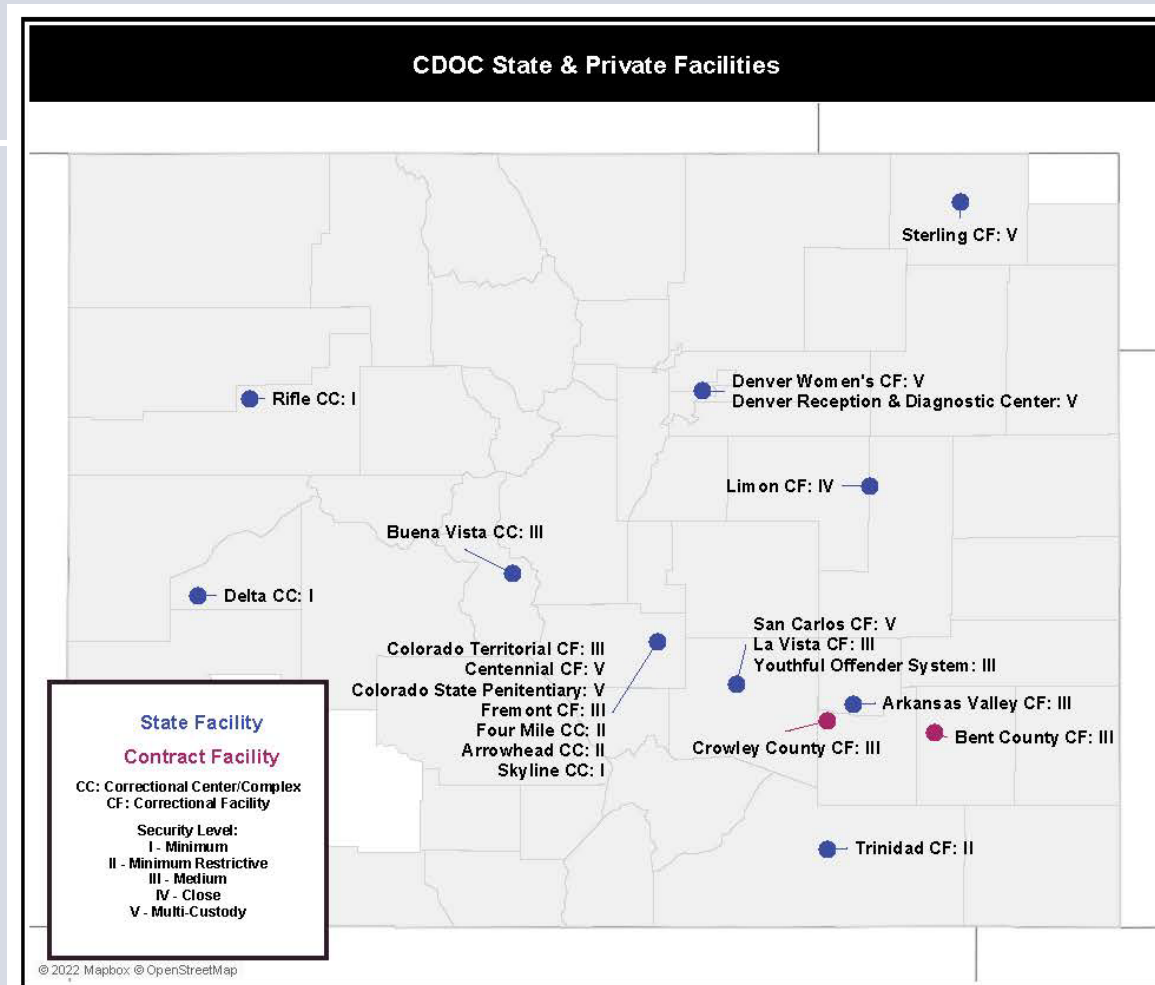 CDOC State & Private Facilities
Sterling CF: V
Rifle CC: I
Denver Women's CF: V
Denver Reception & Diagnostic Center: V
Limon CF: IV
Buena Vista CC: III
Delta CC: I
San Carlos CF: V
La Vista CF: III
Youthful Offender System: III
Colorado Territorial CF: III
Centennial CF: V
Colorado State Penitentiary: V
Fremont CF: III
Four Mile CC: II
Arrowhead CC: II
Skyline CC: I
Arkansas Valley CF: III
Crowley County CF: III
Bent County CF: III
Trinidad CF: II
State Facility
Contract Facility
CC: Correctional Center/Complex
CF: Correctional Facility
Security Level:
I - Minimum
II - Minimum Restrictive
III - Medium
IV - Close
V - Multi-Custody
© 2022 Mapbox © OpenStreetMap